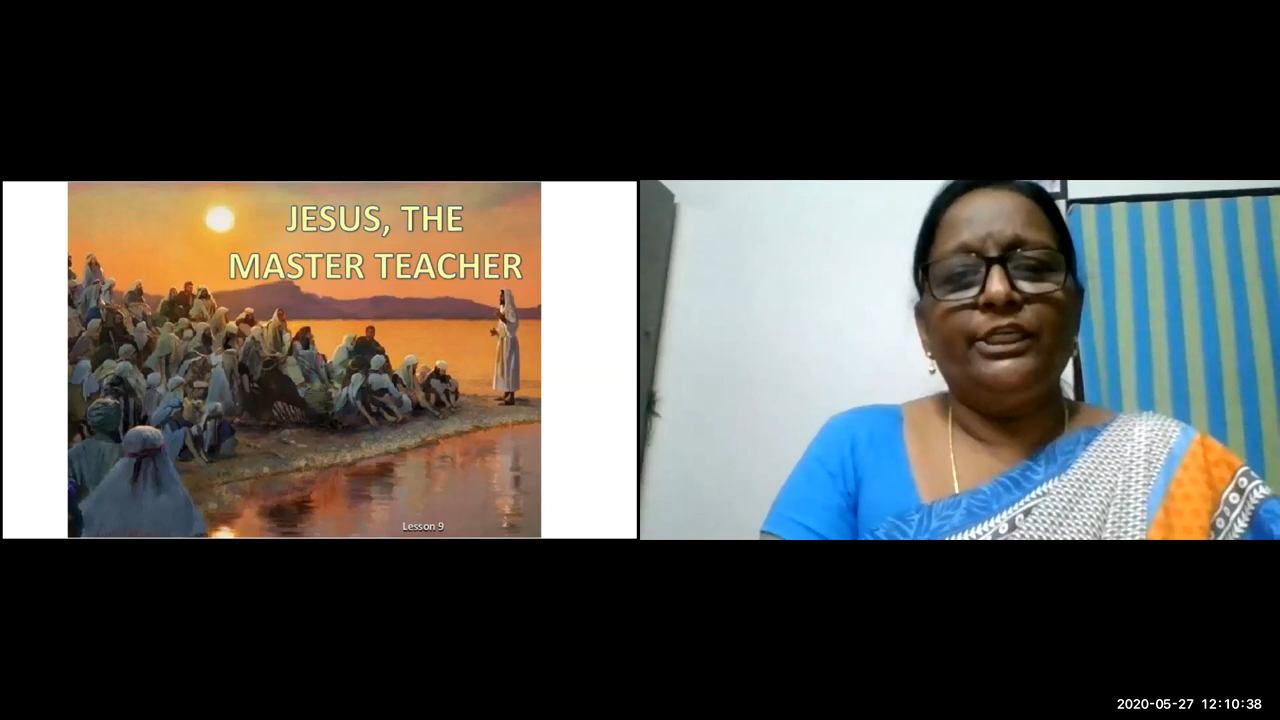 JESUS, THE
MASTER TEACHER
Lesson 9
2020-05-27 12:10:38